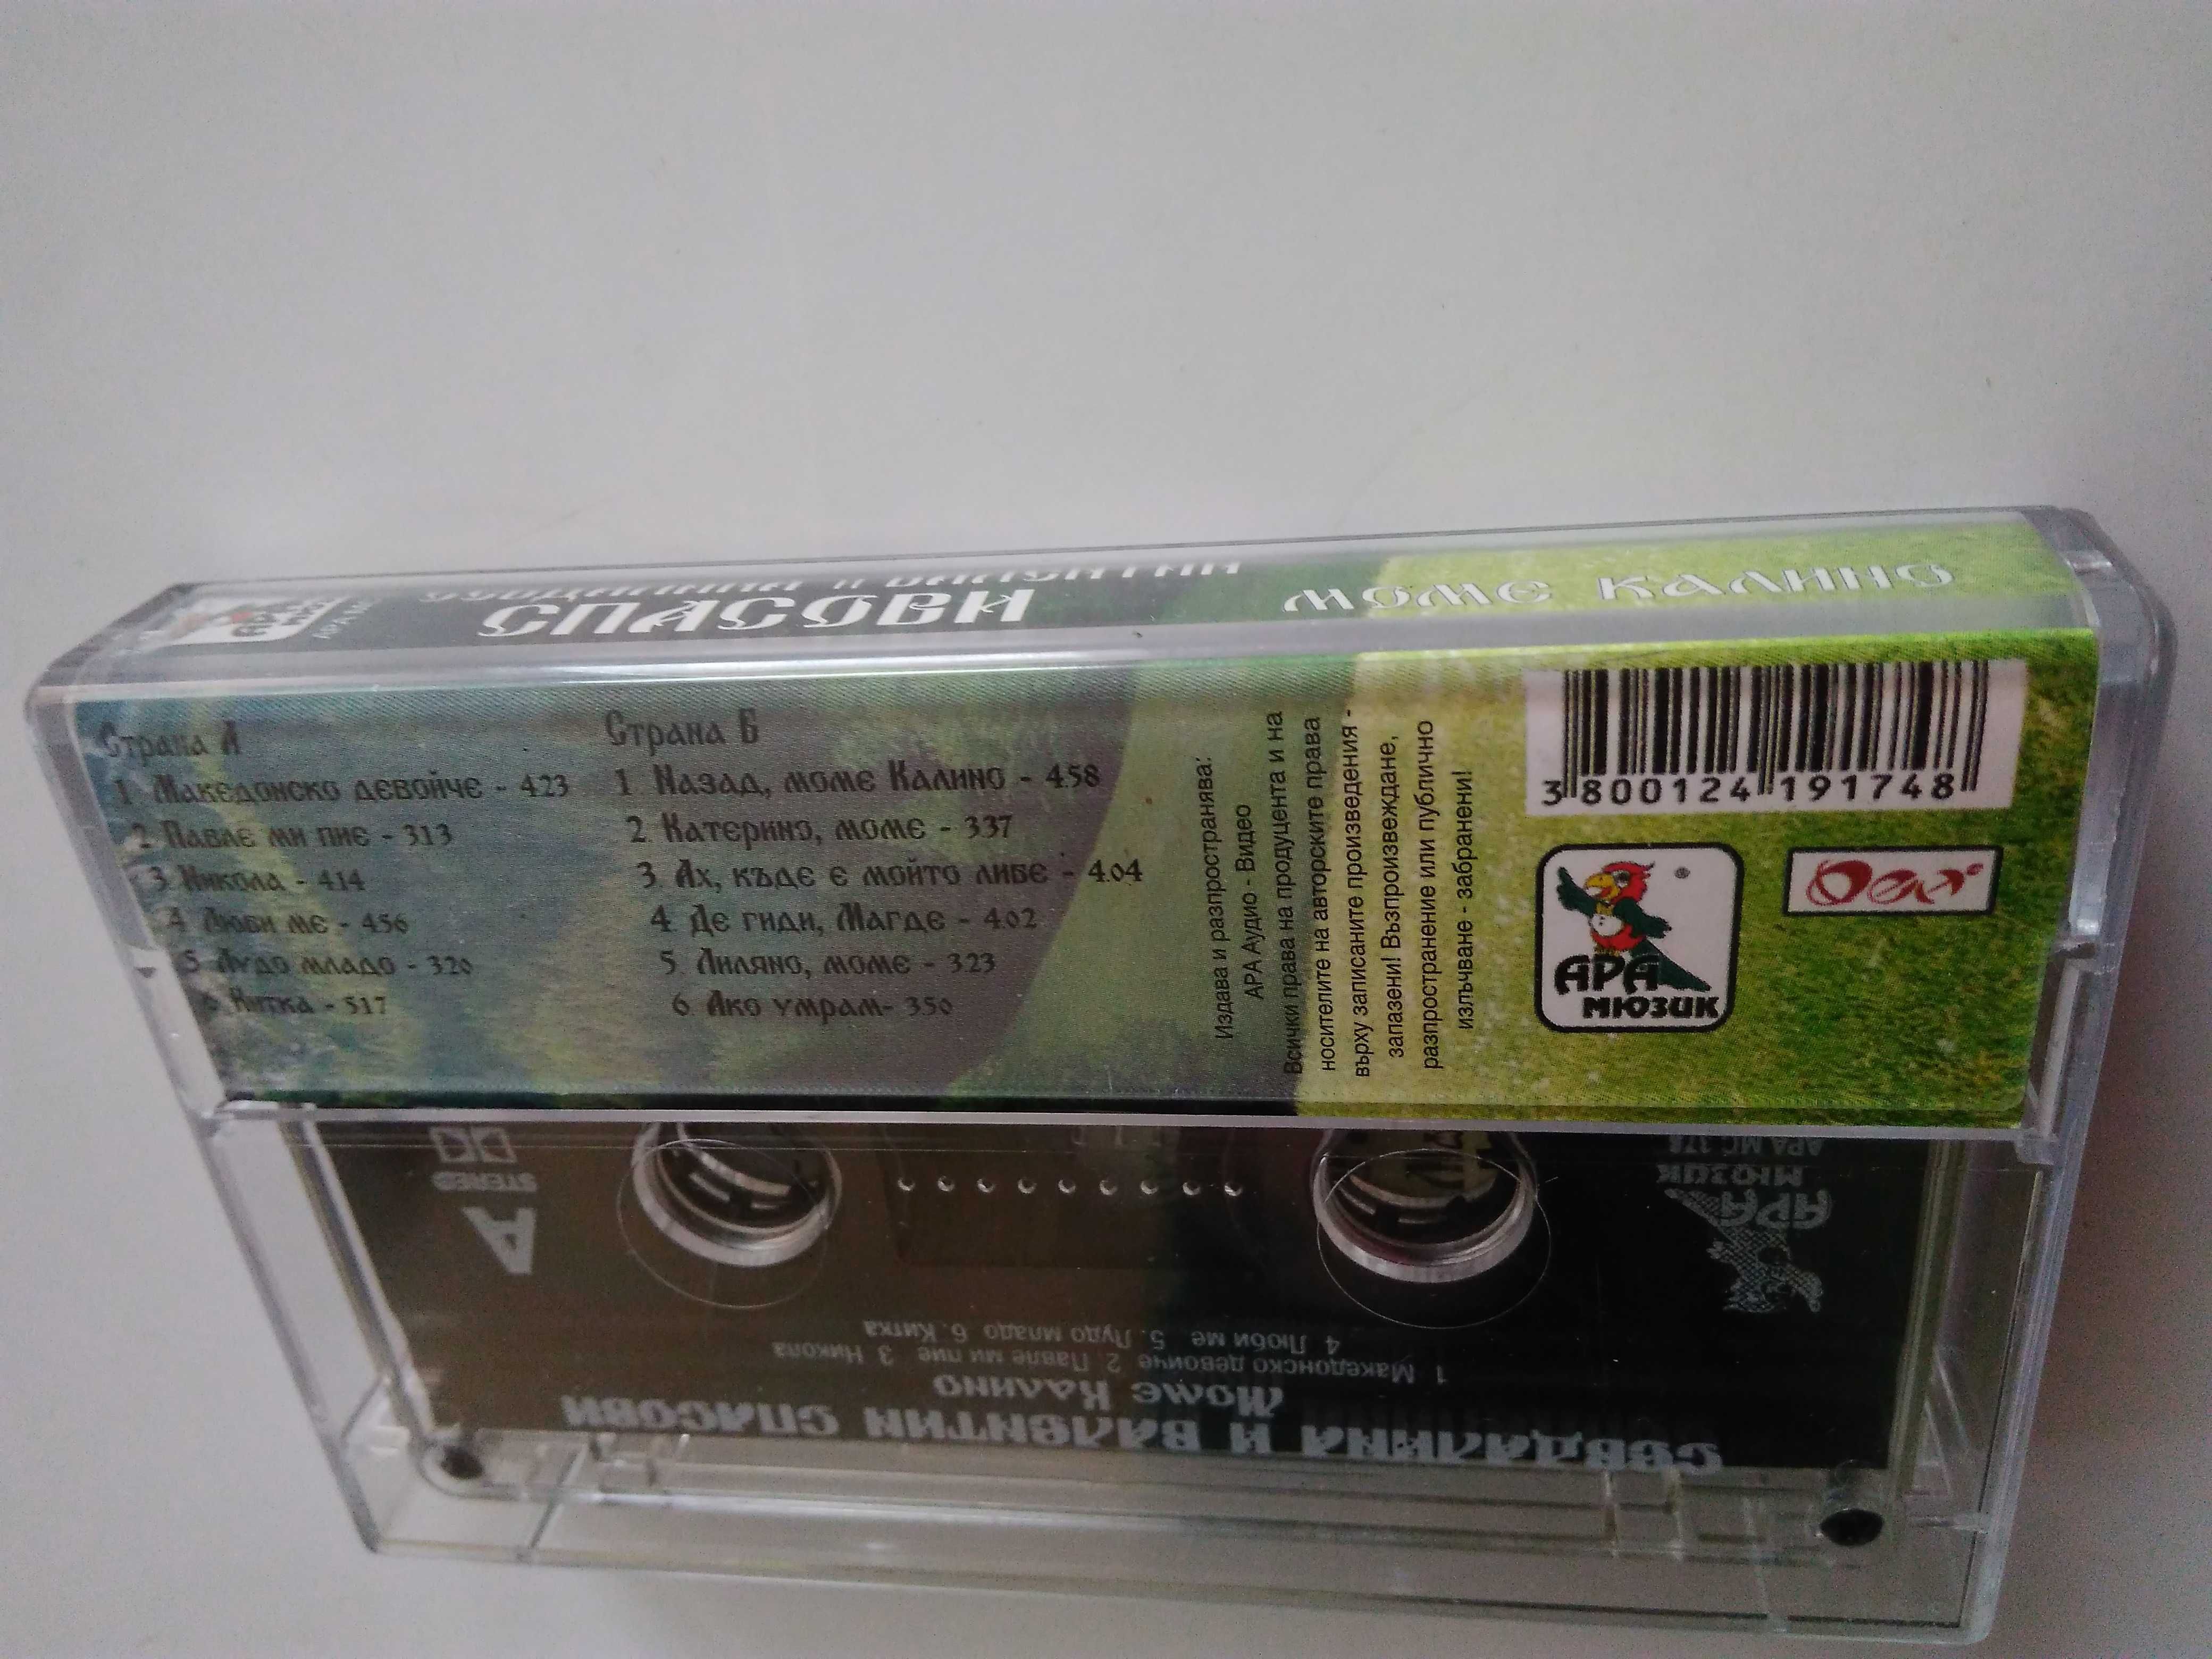 СПАСОВИ
МОМЕ КАЛИНО
Страна А
1 Македонско девойче - 4.23
2 Павле ми пие - 3.13
3 Никола - 4.14
4 Люби ме - 4.56
5 Лудо младо - 3.20
6 Китка - 5.17
Страна Б
1 Назад, моме Калино - 4.58
2 Катерино, моме - 3.37
3 Ах, къде е мойто либе - 4.04
4 Де гиди, Магде - 4.02
5 Лиляно, моме - 3.23
6 Ако умрам- 3.50
Издава и разпространява:
АРА Аудио - Видео
Всички права на продуцента и на
носителите на авторските права
върху записаните произведения -
запазени! Възпроизвеждане,
разпространение или публично
излъчване - забранени!
3 800124 191748
АРА
МЮЗИК
®
СЕВДАЛИНА И ВАЛЕНТИН СПАСОВИ
Моме Калино
1. Македонско девойче 2. Павле ми пие 3. Никола
4. Люби ме 5. Лудо младо 6. Китка
A
STEREO
АРА
МЮЗИК